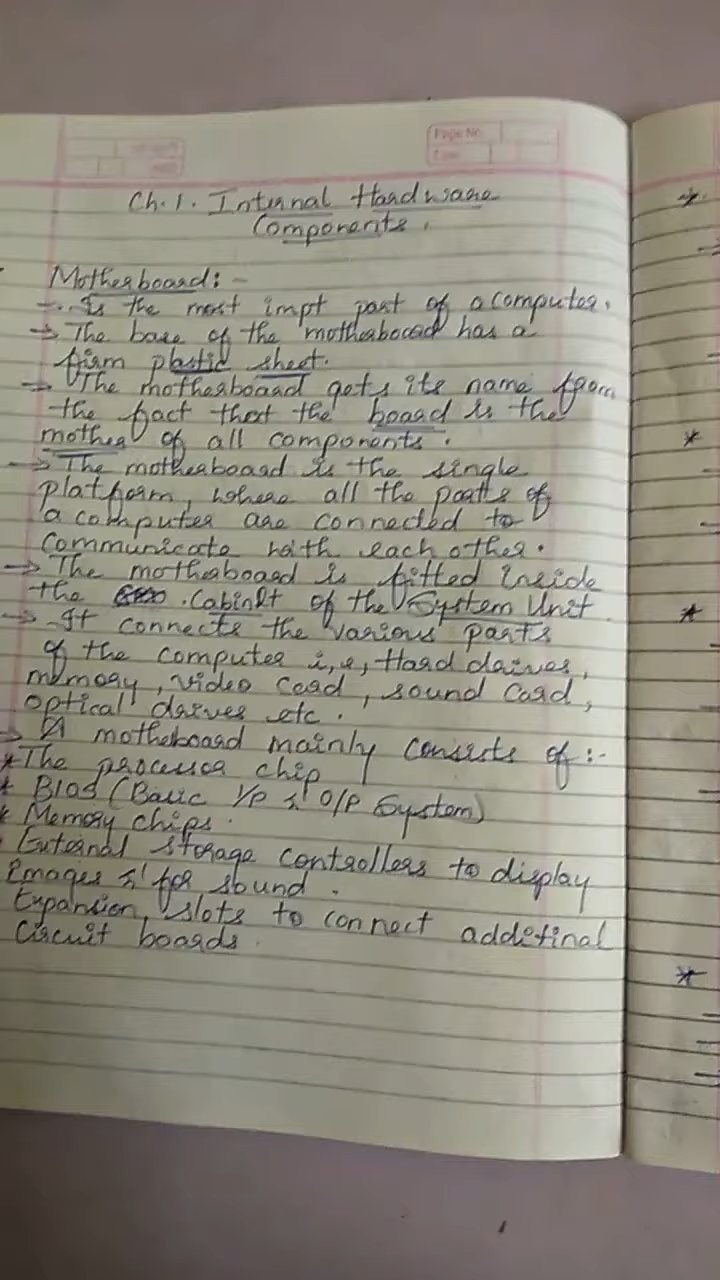 Page No.
Ch.1. Internal Hardware
Components.
Motherboard:-
→ Is the most impt part of a computer.
→ The base of the motherboard has a
firm plastic sheet.
→ The motherboard gets its name from
the fact that the board is the
mother of all components.
→ The motherboard is the single
platform, where all the parts of
a computer are connected to
communicate with each other.
→ The motherboard is fitted inside
the Cabinet of the System Unit
→ It connects the various parts
of the computer i,e, Hard drives,
memory, video card, sound card,
optical drives etc.
→ A motheboard mainly consists of:-
* The processor chip
* Bios (Basic I/P & O/P System)
* Memory chips.
External storage controllers to display
Images & for sound.
Expansion slots to connect additinal
Circuit boards.